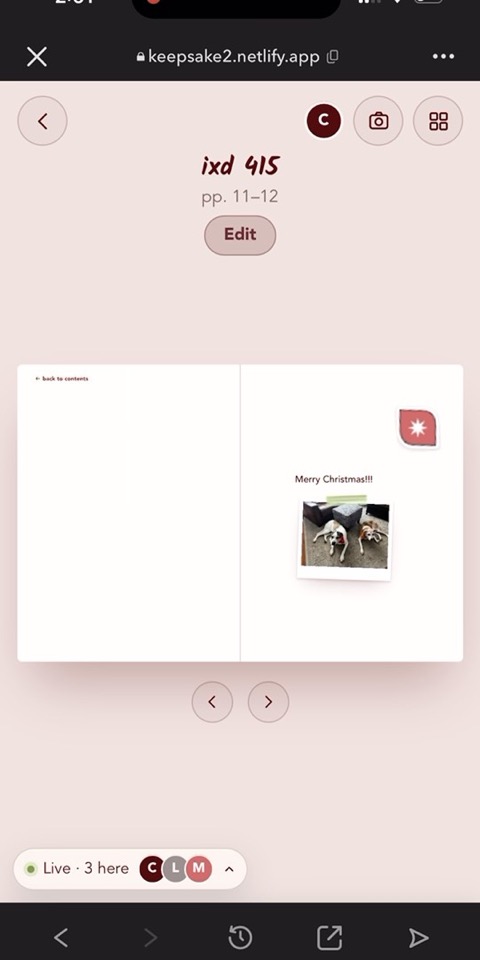 keepsake2.netlify.app
C
ixd 415
pp. 11–12
Edit
← back to contents
Merry Christmas!!!
Live · 3 here
C L M